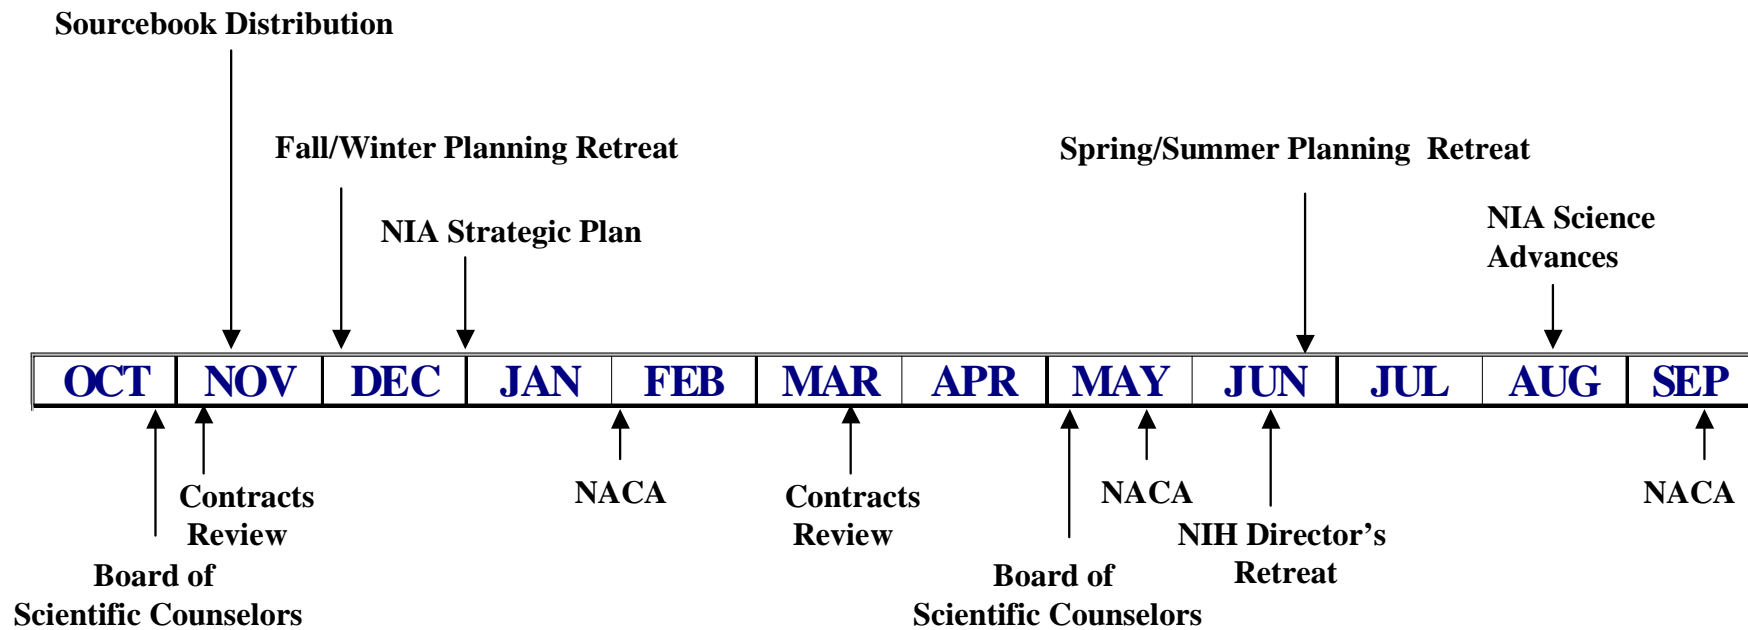 Sourcebook Distribution
Fall/Winter Planning Retreat
Spring/Summer Planning Retreat
NIA Strategic Plan
NIA Science
Advances
OCT NOV DEC JAN FEB MAR APR MAY JUN JUL AUG SEP
Contracts
Review
NACA
Contracts
Review
NACA
NACA
NIH Director’s
Retreat
Board of
Scientific Counselors
Board of
Scientific Counselors